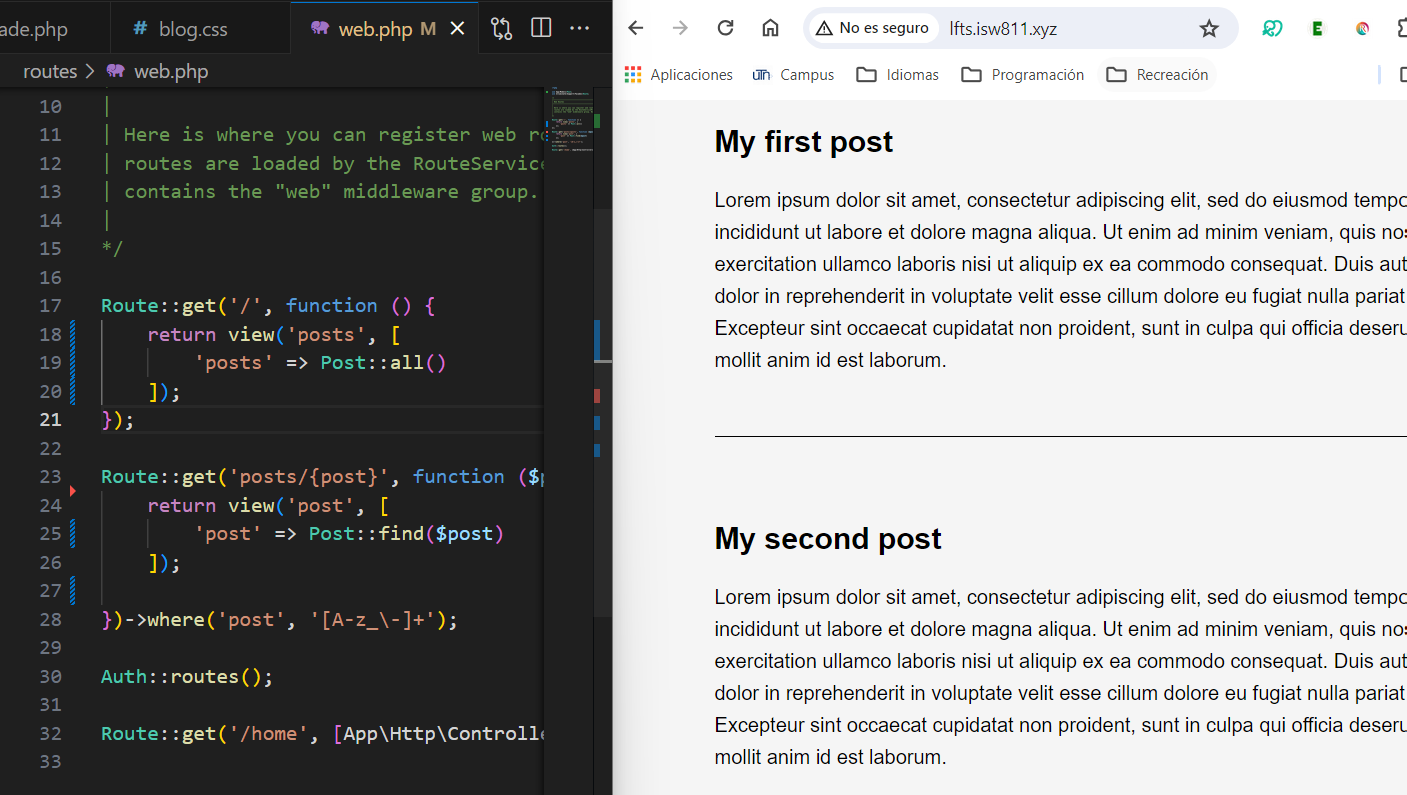 ade.php
# blog.css
web.php M
routes > web.php
10 |
11 | Here is where you can register web ro
12 | routes are loaded by the RouteService
13 | contains the "web" middleware group.
14 |
15 */
16
17 Route::get('/', function () {
18 return view('posts', [
19 'posts' => Post::all()
20 ]);
21 });
22
23 Route::get('posts/{post}', function ($p
24 return view('post', [
25 'post' => Post::find($post)
26 ]);
27
28 })->where('post', '[A-z_\-]+');
29
30 Auth::routes();
31
32 Route::get('/home', [App\Http\Controlle
33
No es seguro lfts.isw811.xyz
E
Aplicaciones
utn Campus
Idiomas
Programación
Recreación
My first post
Lorem ipsum dolor sit amet, consectetur adipiscing elit, sed do eiusmod tempo
incididunt ut labore et dolore magna aliqua. Ut enim ad minim veniam, quis nos
exercitation ullamco laboris nisi ut aliquip ex ea commodo consequat. Duis aut
dolor in reprehenderit in voluptate velit esse cillum dolore eu fugiat nulla pariat
Excepteur sint occaecat cupidatat non proident, sunt in culpa qui officia deseru
mollit anim id est laborum.
My second post
Lorem ipsum dolor sit amet, consectetur adipiscing elit, sed do eiusmod tempo
incididunt ut labore et dolore magna aliqua. Ut enim ad minim veniam, quis nos
exercitation ullamco laboris nisi ut aliquip ex ea commodo consequat. Duis aut
dolor in reprehenderit in voluptate velit esse cillum dolore eu fugiat nulla pariat
Excepteur sint occaecat cupidatat non proident, sunt in culpa qui officia deseru
mollit anim id est laborum.